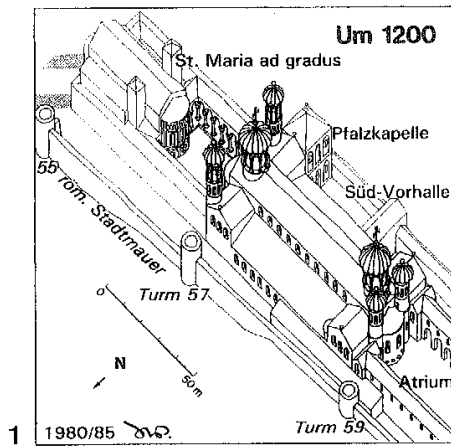 Um 1200
St. Maria ad gradus
Pfalzkapelle
Süd-Vorhalle
55
röm. Stadtmauer
Turm 57
0
50m
N
Atrium
Turm 59
1
1980/85